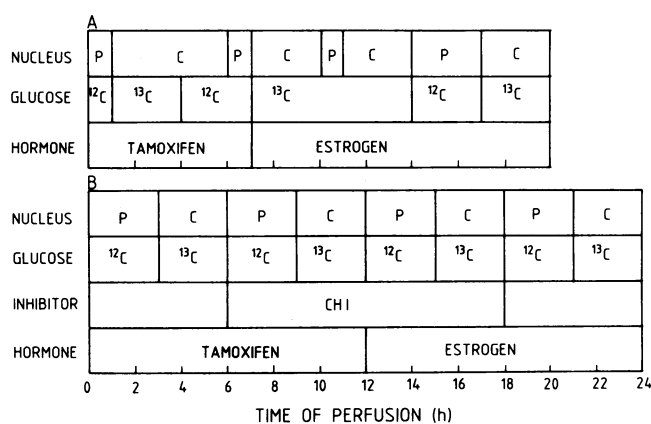 A
NUCLEUS P C P C P C P C
GLUCOSE ¹²C ¹³C ¹²C ¹³C ¹²C ¹³C
HORMONE TAMOXIFEN ESTROGEN
B
NUCLEUS P C P C P C P C
GLUCOSE ¹²C ¹³C ¹²C ¹³C ¹²C ¹³C ¹²C ¹³C
INHIBITOR CHI
HORMONE TAMOXIFEN ESTROGEN
0 2 4 6 8 10 12 14 16 18 20 22 24
TIME OF PERFUSION (h)